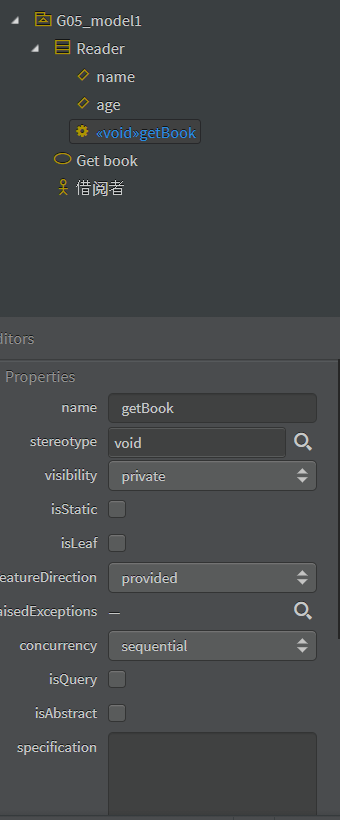 G05_model1
Reader
name
age
«void»getBook
Get book
借阅者
ditors
Properties
name getBook
stereotype void
visibility private
isStatic
isLeaf
eatureDirection provided
aisedExceptions —
concurrency sequential
isQuery
isAbstract
specification